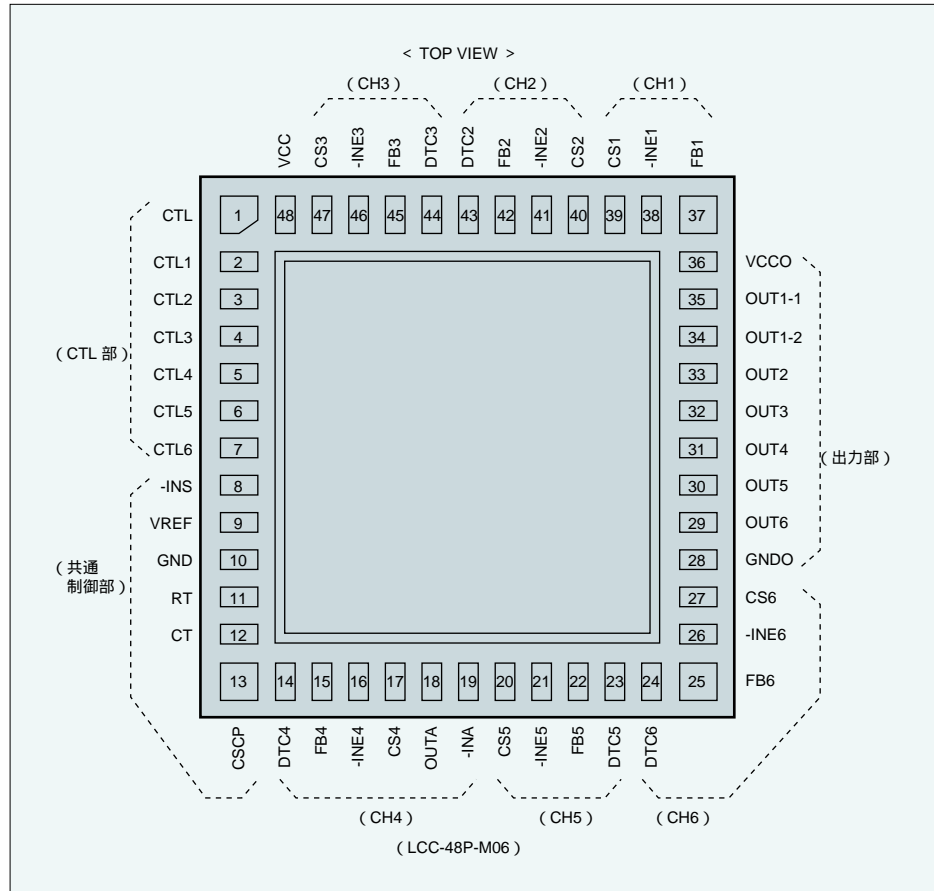 < TOP VIEW >
(CH3)
(CH2)
(CH1)
VCC
CS3
-INE3
FB3
DTC3
DTC2
FB2
-INE2
CS2
CS1
-INE1
FB1
CTL
1
48
47
46
45
44
43
42
41
40
39
38
37
CTL1
2
36
VCCO
CTL2
3
35
OUT1-1
CTL3
4
34
OUT1-2
(CTL 部)
CTL4
5
33
OUT2
CTL5
6
32
OUT3
CTL6
7
31
OUT4
(出力部)
-INS
8
30
OUT5
VREF
9
29
OUT6
(共通
制御部)
GND
10
28
GNDO
RT
11
27
CS6
CT
12
26
-INE6
13
14
15
16
17
18
19
20
21
22
23
24
25
FB6
CSCP
DTC4
FB4
-INE4
CS4
OUTA
-INA
CS5
-INE5
FB5
DTC5
DTC6
(CH4)
(CH5)
(CH6)
(LCC-48P-M06)